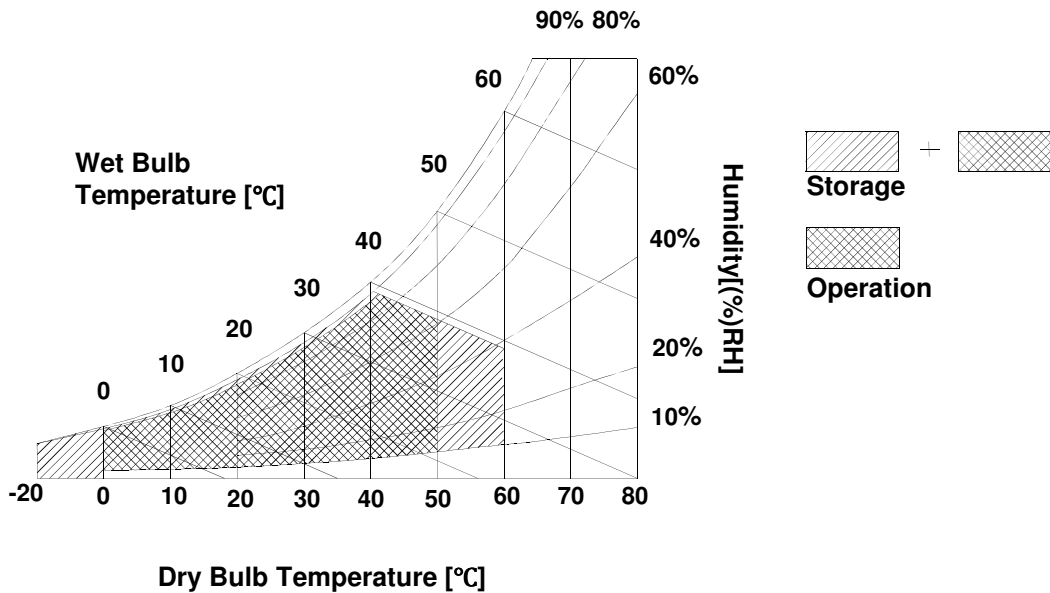 90% 80%
60
60%
Wet Bulb
Temperature [℃]
50
Storage
40
40%
30
Humidity[(%)RH]
Operation
20
20%
10
0
10%
-20 0 10 20 30 40 50 60 70 80
Dry Bulb Temperature [℃]